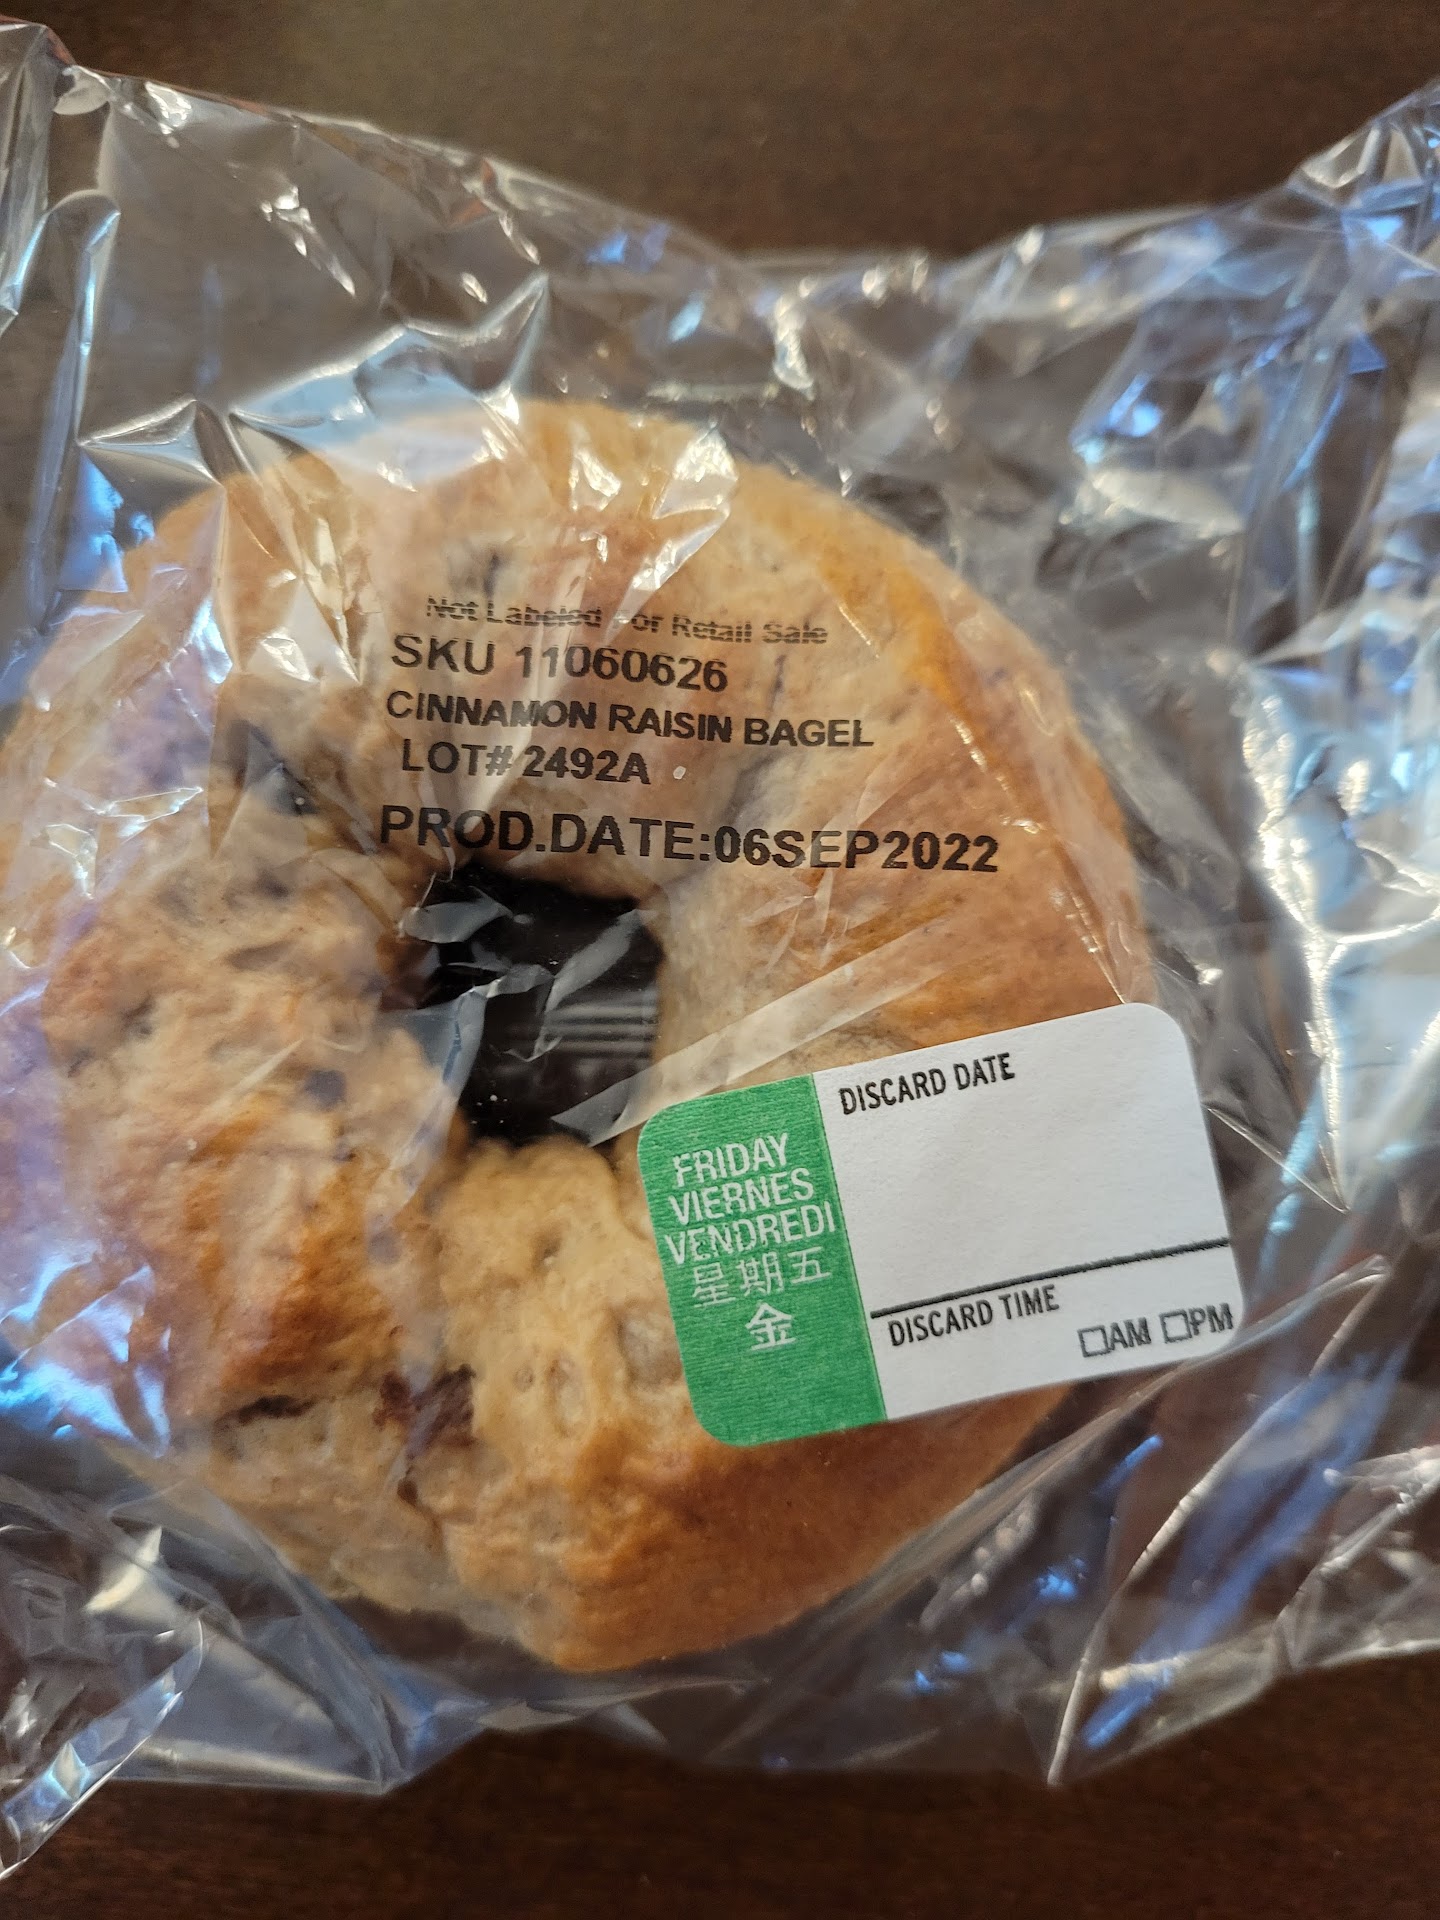 Not Labeled For Retail Sale
SKU 11060626
CINNAMON RAISIN BAGEL
LOT# 2492A
PROD.DATE:06SEP2022
FRIDAY
VIERNES
VENDREDI
星期五
金
DISCARD DATE
DISCARD TIME
□AM □PM